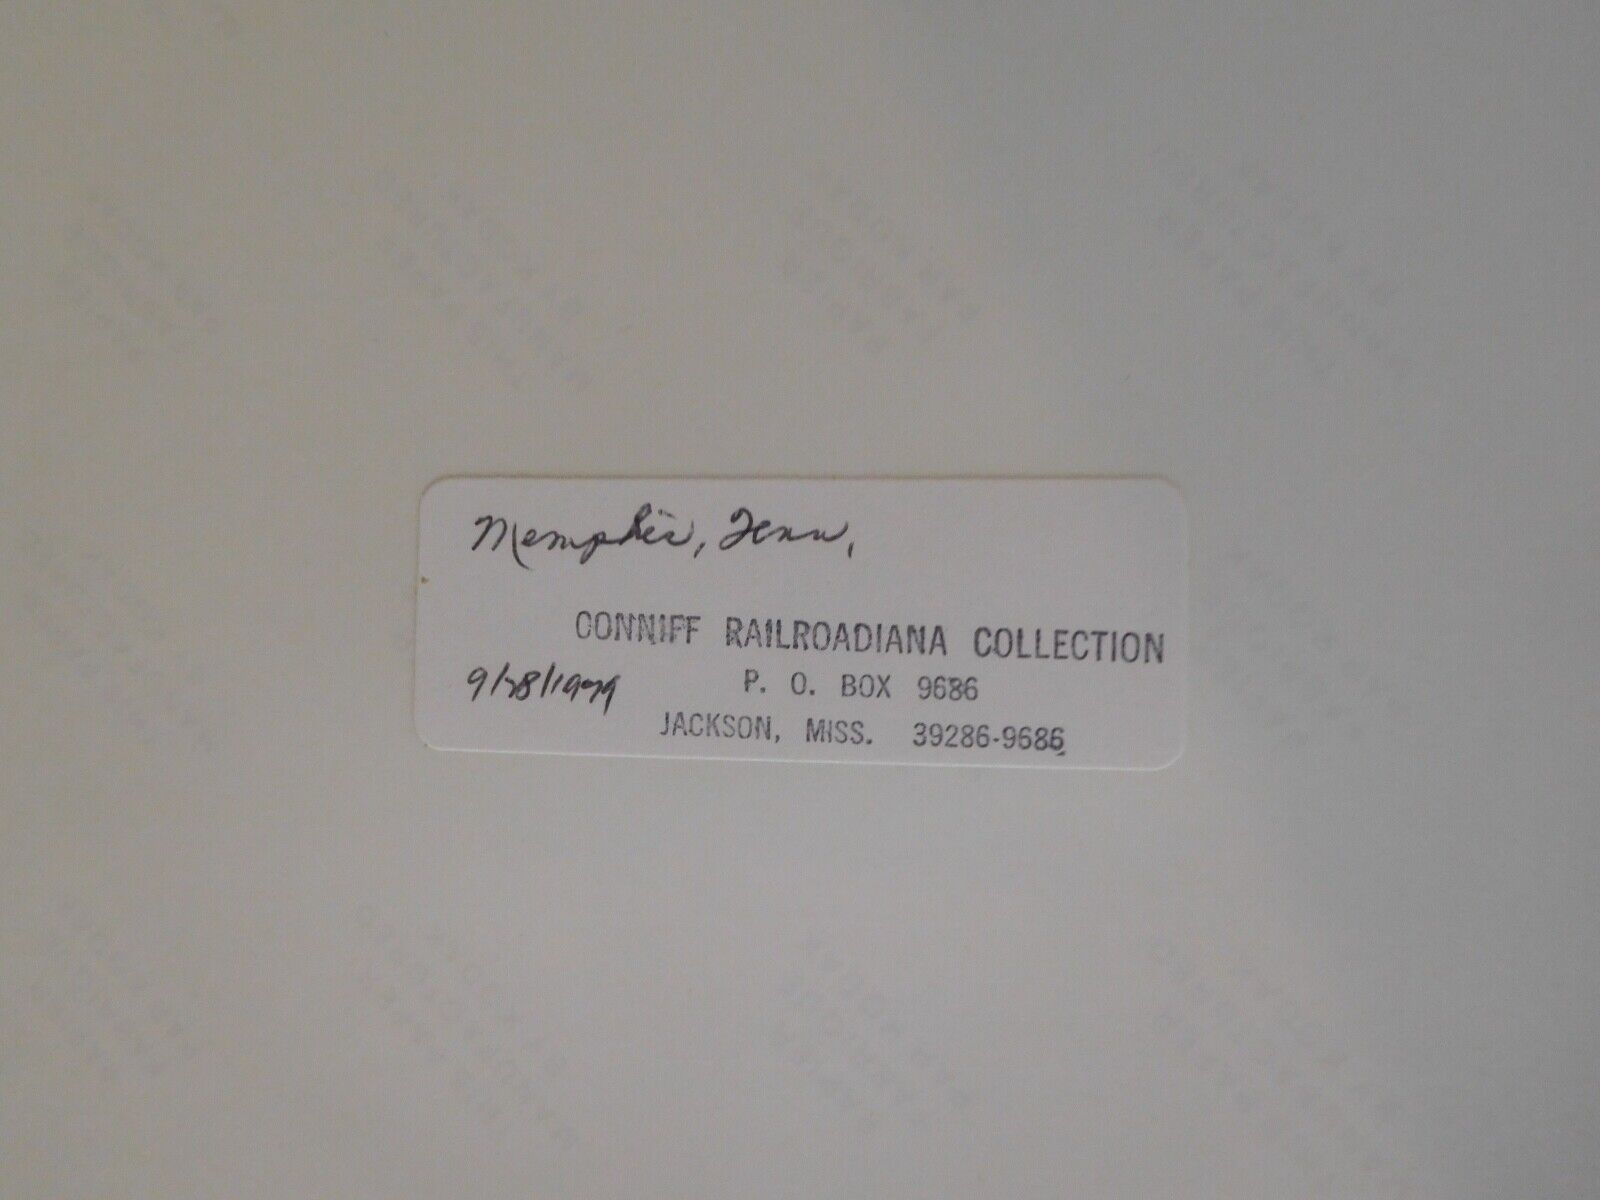 Memphis, Tenn,
CONNIFF RAILROADIANA COLLECTION
9/28/1979 P. O. BOX 9686
JACKSON, MISS. 39286-9686